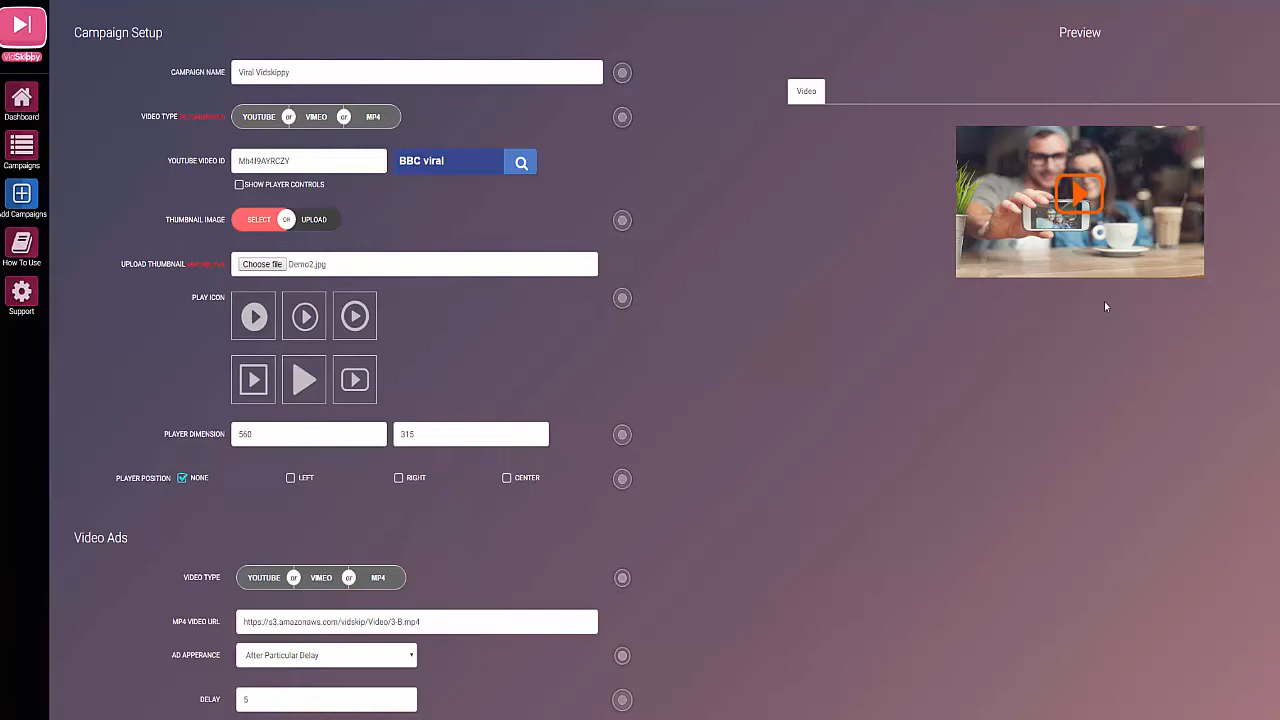 Campaign Setup
Preview
VidSkippy
CAMPAIGN NAME
Viral Vidskippy
Video
Dashboard
VIDEO TYPE
YOUTUBE or VIMEO or MP4
Campaigns
YOUTUBE VIDEO ID
Mh4f9AYRCZY
BBC viral
SHOW PLAYER CONTROLS
Add Campaigns
THUMBNAIL IMAGE
SELECT OR UPLOAD
How To Use
UPLOAD THUMBNAIL
Choose file Demo2.jpg
PLAY ICON
Support
PLAYER DIMENSION
560
315
PLAYER POSITION NONE LEFT RIGHT CENTER
Video Ads
VIDEO TYPE
YOUTUBE or VIMEO or MP4
MP4 VIDEO URL
https://s3.amazonaws.com/vidskip/Video/3-B.mp4
AD APPERANCE
After Particular Delay
DELAY
5